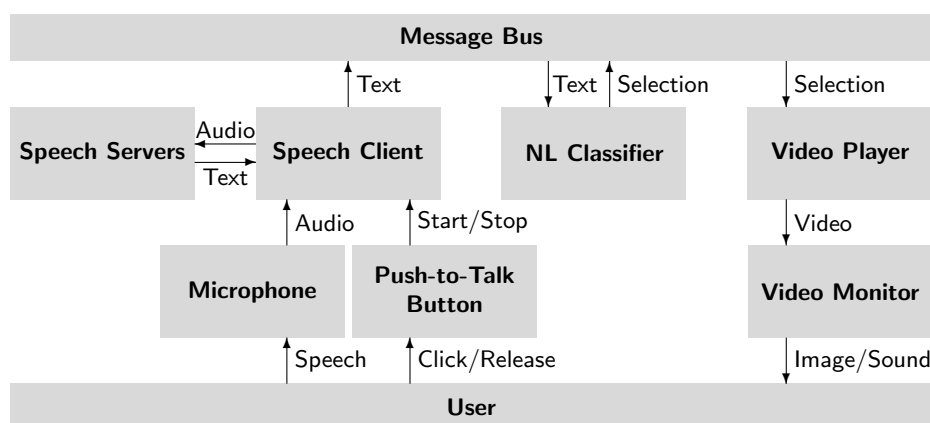 Message Bus
Text
Text
Selection
Selection
Speech Servers
Audio
Text
Speech Client
NL Classifier
Video Player
Audio
Start/Stop
Video
Microphone
Push-to-Talk
Button
Video Monitor
Speech
Click/Release
Image/Sound
User